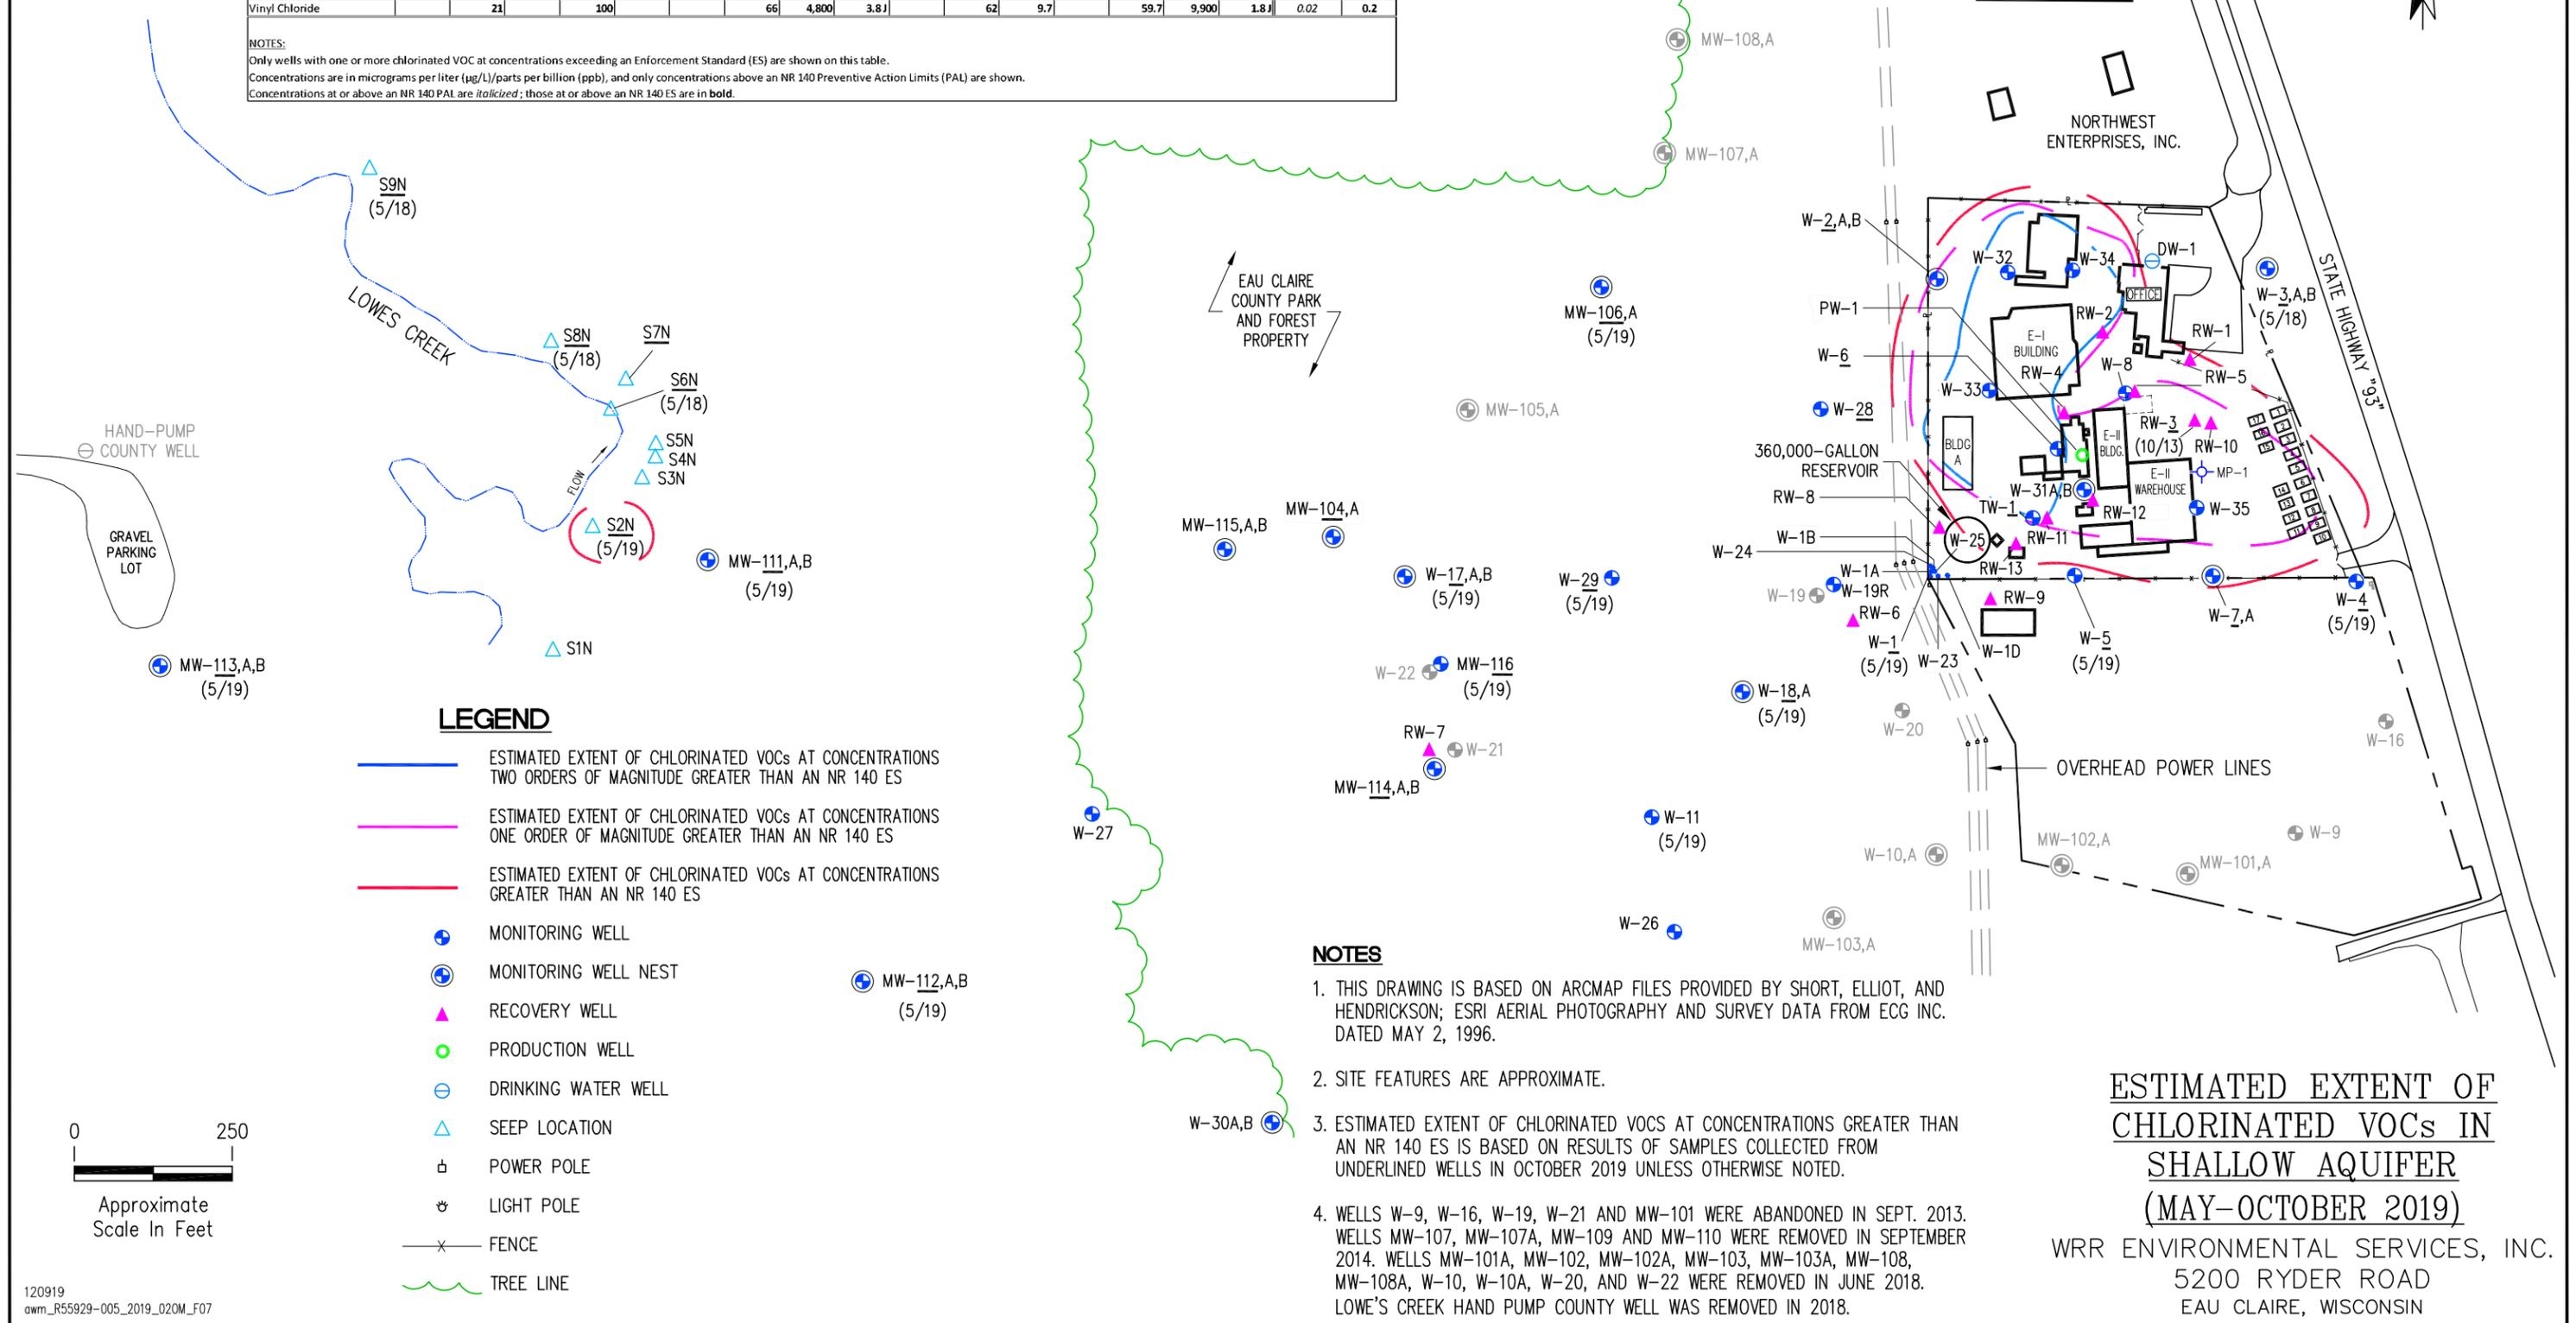 Vinyl Chloride 21 100 66 4,800 3.8 J 62 9.7 59.7 9,900 1.8 J 0.02 0.2
NOTES:
Only wells with one or more chlorinated VOC at concentrations exceeding an Enforcement Standard (ES) are shown on this table.
Concentrations are in micrograms per liter (µg/L)/parts per billion (ppb), and only concentrations above an NR 140 Preventive Action Limits (PAL) are shown.
Concentrations at or above an NR 140 PAL are italicized; those at or above an NR 140 ES are in bold.
MW-108,A
MW-107,A
NORTHWEST
ENTERPRISES, INC.
STATE HIGHWAY "93"
S9N
(5/18)
LOWES CREEK
S8N
(5/18)
S7N
S6N
(5/18)
S5N
S4N
S3N
FLOW
S2N
(5/19)
S1N
HAND-PUMP
COUNTY WELL
GRAVEL
PARKING
LOT
MW-113,A,B
(5/19)
MW-111,A,B
(5/19)
MW-112,A,B
(5/19)
EAU CLAIRE
COUNTY PARK
AND FOREST
PROPERTY
MW-106,A
(5/19)
MW-105,A
MW-104,A
MW-115,A,B
W-17,A,B
(5/19)
W-29
(5/19)
W-22
MW-116
(5/19)
RW-7
W-21
MW-114,A,B
W-27
W-18,A
(5/19)
W-11
(5/19)
W-26
W-30A,B
W-10,A
MW-103,A
W-20
MW-102,A
MW-101,A
W-9
W-16
OVERHEAD POWER LINES
W-2,A,B
W-32
W-34
DW-1
OFFICE
W-3,A,B
(5/18)
PW-1
E-I
BUILDING
RW-2
RW-1
W-6
RW-4
W-8
RW-5
W-33
W-28
BLDG
A
E-II
BLDG.
RW-3
(10/13)
RW-10
360,000-GALLON
RESERVOIR
E-II
WAREHOUSE
MP-1
RW-8
W-31A,B
RW-12
W-35
TW-1
W-1B
W-25
RW-11
W-24
RW-13
W-1A
W-19
W-19R
RW-9
RW-6
W-1
(5/19)
W-23
W-1D
W-5
(5/19)
W-7,A
W-4
(5/19)
LEGEND
ESTIMATED EXTENT OF CHLORINATED VOCs AT CONCENTRATIONS
TWO ORDERS OF MAGNITUDE GREATER THAN AN NR 140 ES
ESTIMATED EXTENT OF CHLORINATED VOCs AT CONCENTRATIONS
ONE ORDER OF MAGNITUDE GREATER THAN AN NR 140 ES
ESTIMATED EXTENT OF CHLORINATED VOCs AT CONCENTRATIONS
GREATER THAN AN NR 140 ES
MONITORING WELL
MONITORING WELL NEST
RECOVERY WELL
PRODUCTION WELL
DRINKING WATER WELL
SEEP LOCATION
POWER POLE
LIGHT POLE
FENCE
TREE LINE
0 250
Approximate
Scale In Feet
120919
awm_R55929-005_2019_020M_F07
NOTES
1. THIS DRAWING IS BASED ON ARCMAP FILES PROVIDED BY SHORT, ELLIOT, AND
HENDRICKSON; ESRI AERIAL PHOTOGRAPHY AND SURVEY DATA FROM ECG INC.
DATED MAY 2, 1996.
2. SITE FEATURES ARE APPROXIMATE.
3. ESTIMATED EXTENT OF CHLORINATED VOCS AT CONCENTRATIONS GREATER THAN
AN NR 140 ES IS BASED ON RESULTS OF SAMPLES COLLECTED FROM
UNDERLINED WELLS IN OCTOBER 2019 UNLESS OTHERWISE NOTED.
4. WELLS W-9, W-16, W-19, W-21 AND MW-101 WERE ABANDONED IN SEPT. 2013.
WELLS MW-107, MW-107A, MW-109 AND MW-110 WERE REMOVED IN SEPTEMBER
2014. WELLS MW-101A, MW-102, MW-102A, MW-103, MW-103A, MW-108,
MW-108A, W-10, W-10A, W-20, AND W-22 WERE REMOVED IN JUNE 2018.
LOWE'S CREEK HAND PUMP COUNTY WELL WAS REMOVED IN 2018.
ESTIMATED EXTENT OF
CHLORINATED VOCs IN
SHALLOW AQUIFER
(MAY-OCTOBER 2019)
WRR ENVIRONMENTAL SERVICES, INC.
5200 RYDER ROAD
EAU CLAIRE, WISCONSIN